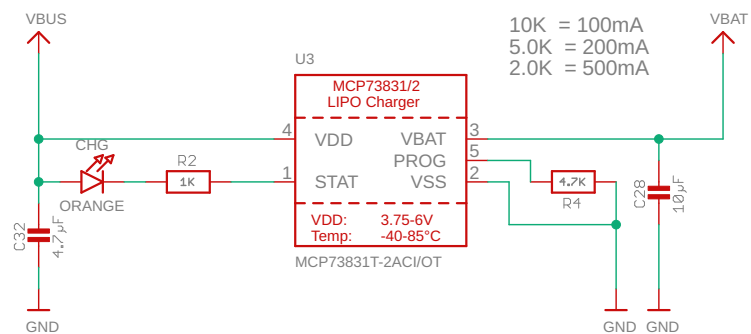 VBUS
10K = 100mA
VBAT
5.0K = 200mA
2.0K = 500mA
U3
MCP73831/2
LIPO Charger
4
VDD
VBAT
3
CHG
R2
PROG
5
1K
1
STAT
VSS
2
4.7K
ORANGE
R4
C28
10µF
C32
4.7µF
VDD: 3.75-6V
Temp: -40-85°C
MCP73831T-2ACI/OT
GND
GND
GND